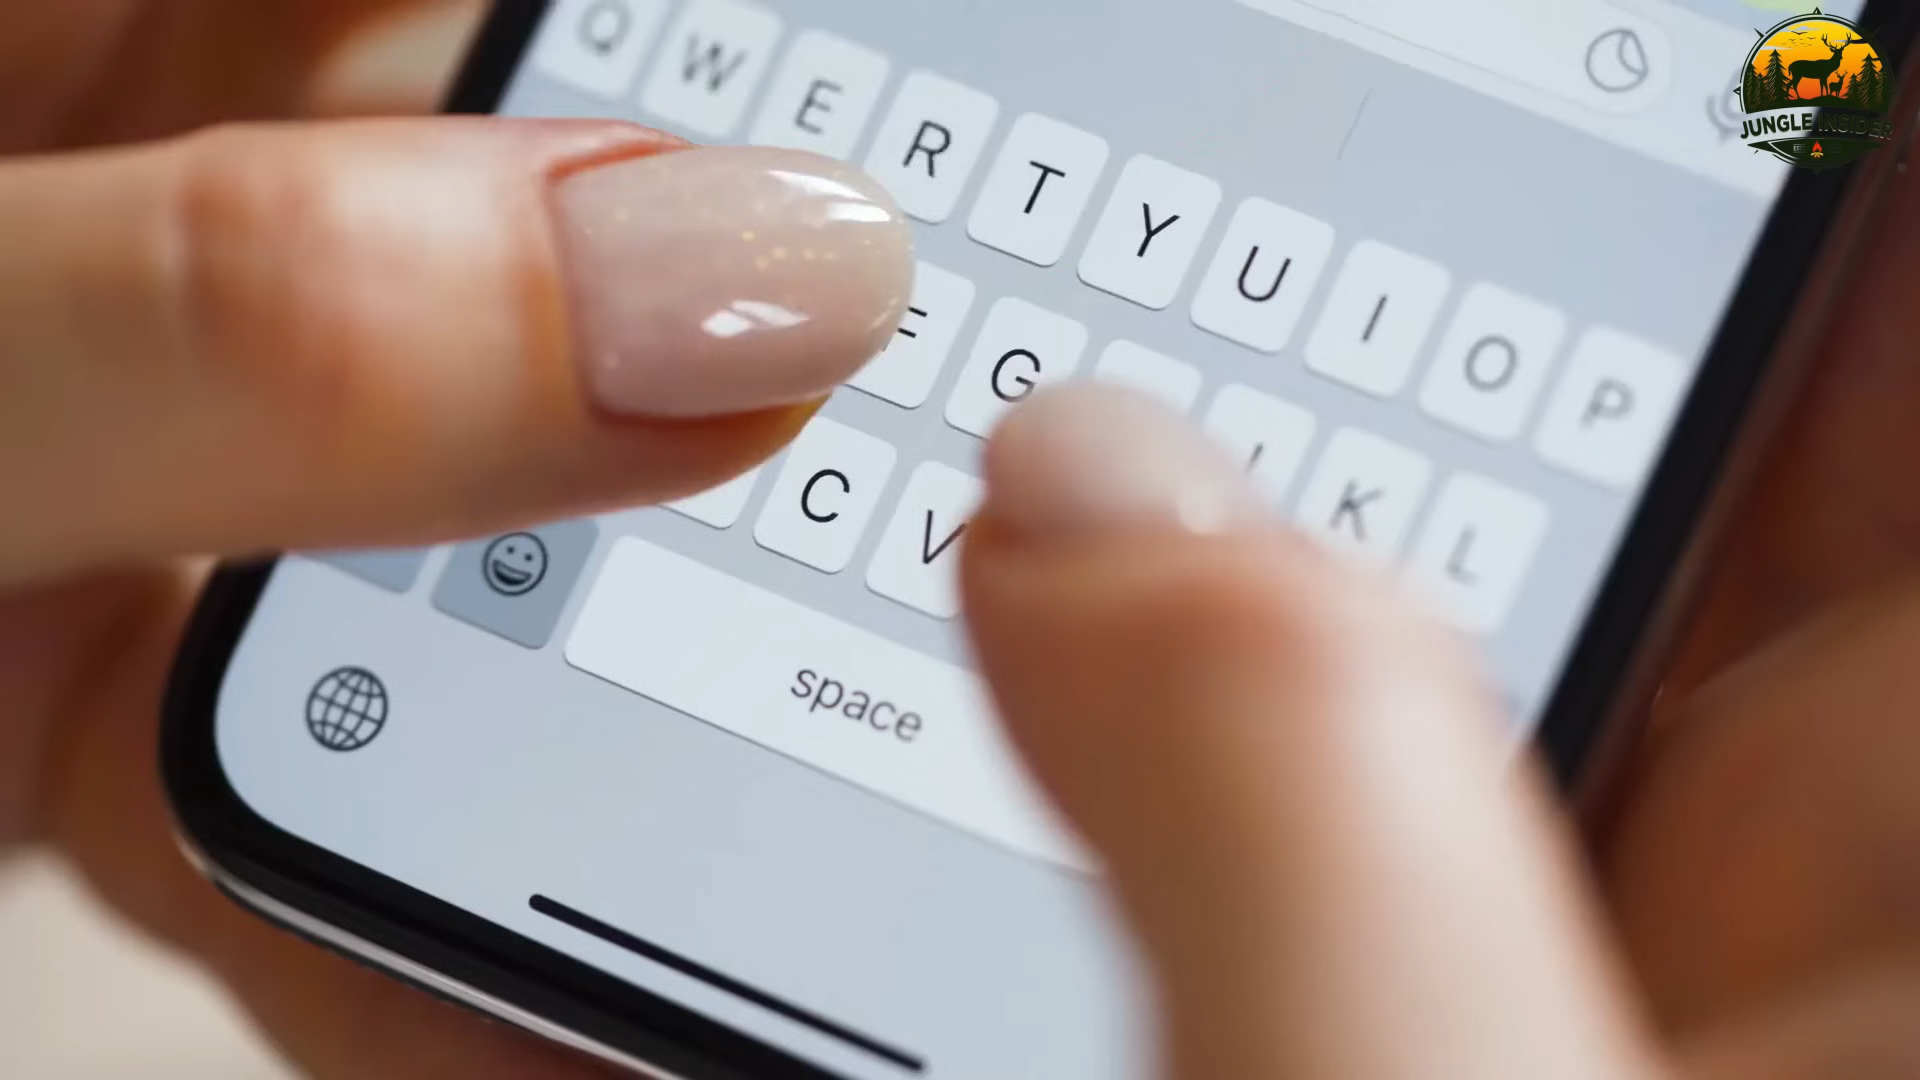 Q W E R T Y U I O P
F G J K L
C V
space
JUNGLE INSIDER